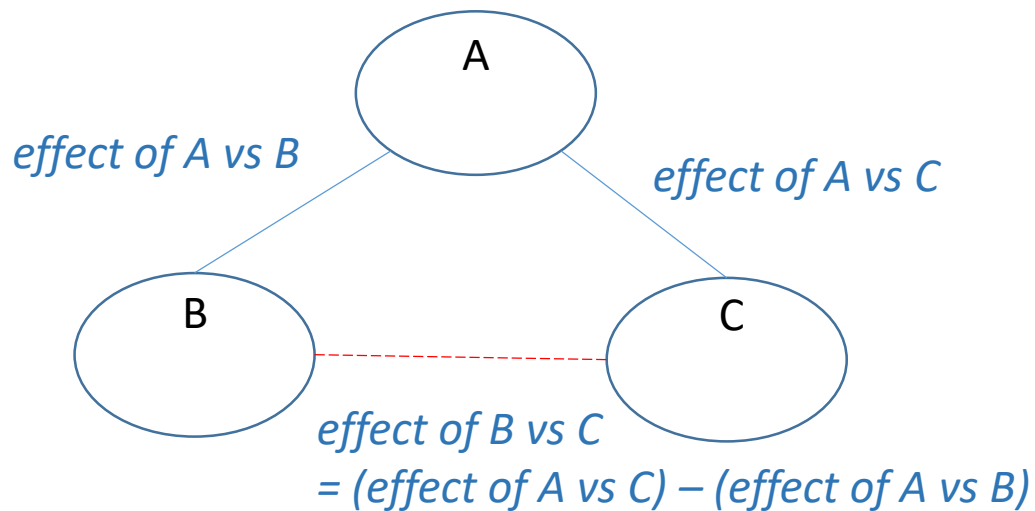 A
effect of A vs B
effect of A vs C
B
C
effect of B vs C
= (effect of A vs C) – (effect of A vs B)